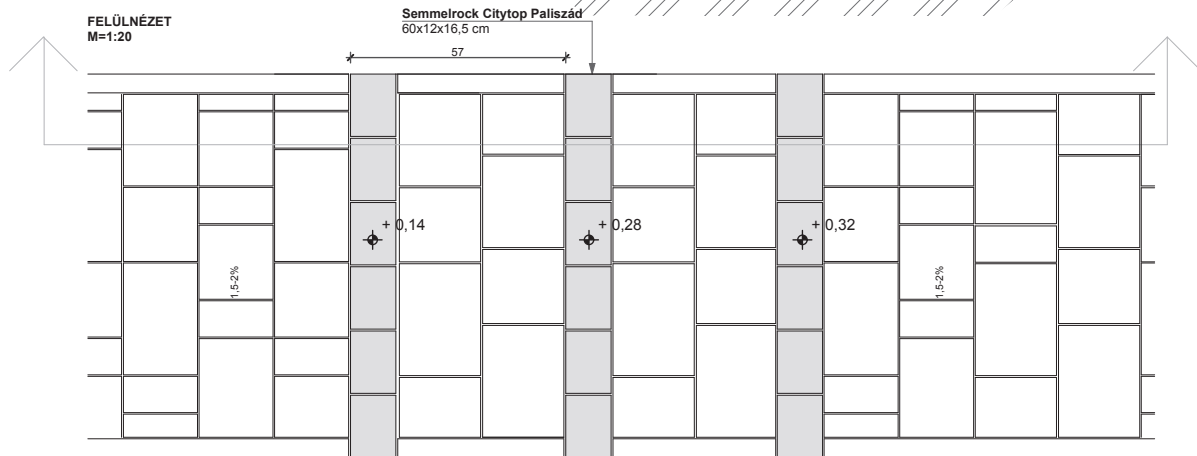 FELÜLNÉZET
M=1:20
Semmelrock Citytop Paliszád
60x12x16,5 cm
57
+ 0,14
+ 0,28
+ 0,32
1,5-2%
1,5-2%